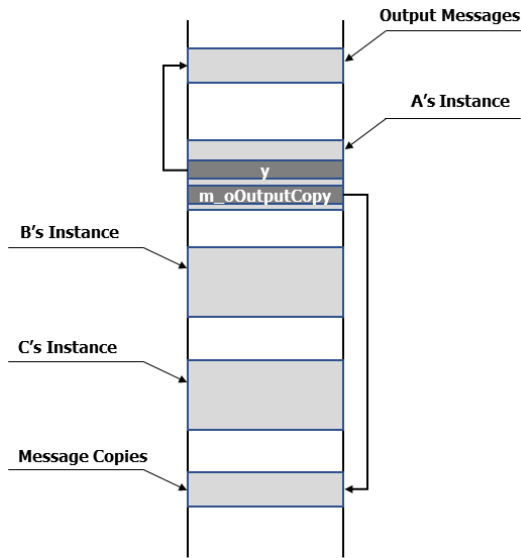 Output Messages
A's Instance
y
m_oOutputCopy
B's Instance
C's Instance
Message Copies